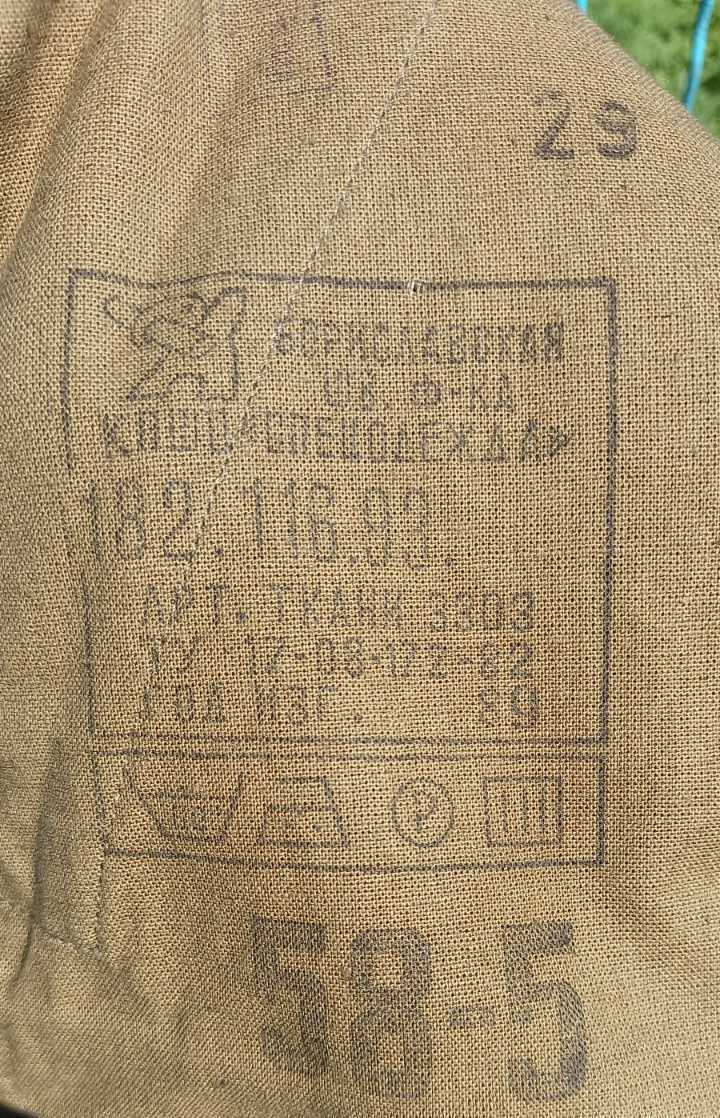 29
БОРИСЛАВСКАЯ
ШВ. Ф-КА
КПШО «СПЕЦОДЕЖДА»
182.116.93.
АРТ. ТКАНИ 3303
ТУ 17-08-172-82
ГОД ИЗГ. 89
58-5